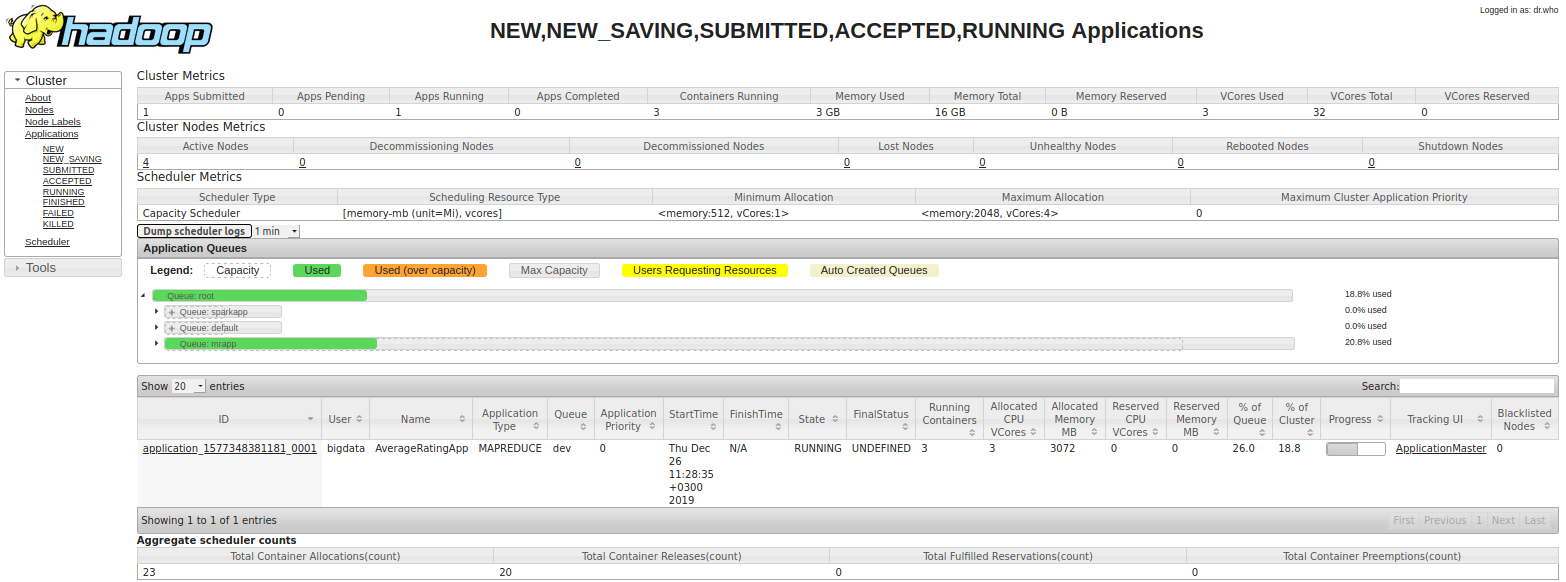 hadoop
NEW,NEW_SAVING,SUBMITTED,ACCEPTED,RUNNING Applications
Logged in as: dr.who
Cluster
About
Nodes
Node Labels
Applications
NEW
NEW_SAVING
SUBMITTED
ACCEPTED
RUNNING
FINISHED
FAILED
KILLED
Scheduler
Tools
Cluster Metrics
Apps Submitted Apps Pending Apps Running Apps Completed Containers Running Memory Used Memory Total Memory Reserved VCores Used VCores Total VCores Reserved
1 0 1 0 3 3 GB 16 GB 0 B 3 32 0
Cluster Nodes Metrics
Active Nodes Decommissioning Nodes Decommissioned Nodes Lost Nodes Unhealthy Nodes Rebooted Nodes Shutdown Nodes
4 0 0 0 0 0 0
Scheduler Metrics
Scheduler Type Scheduling Resource Type Minimum Allocation Maximum Allocation Maximum Cluster Application Priority
Capacity Scheduler [memory-mb (unit=Mi), vcores] <memory:512, vCores:1> <memory:2048, vCores:4> 0
Dump scheduler logs 1 min
Application Queues
Legend: Capacity Used Used (over capacity) Max Capacity Users Requesting Resources Auto Created Queues
Queue: root 18.8% used
+ Queue: sparkapp 0.0% used
+ Queue: default 0.0% used
Queue: mrapp 20.8% used
Show 20 entries Search:
ID User Name Application Type Queue Application Priority StartTime FinishTime State FinalStatus Running Containers Allocated CPU VCores Allocated Memory MB Reserved CPU VCores Reserved Memory MB % of Queue % of Cluster Progress Tracking UI Blacklisted Nodes
application_1577348381181_0001 bigdata AverageRatingApp MAPREDUCE dev 0 Thu Dec N/A RUNNING UNDEFINED 3 3 3072 0 0 26.0 18.8 ApplicationMaster 0
26
11:28:35
+0300
2019
Showing 1 to 1 of 1 entries First Previous 1 Next Last
Aggregate scheduler counts
Total Container Allocations(count) Total Container Releases(count) Total Fulfilled Reservations(count) Total Container Preemptions(count)
23 20 0 0